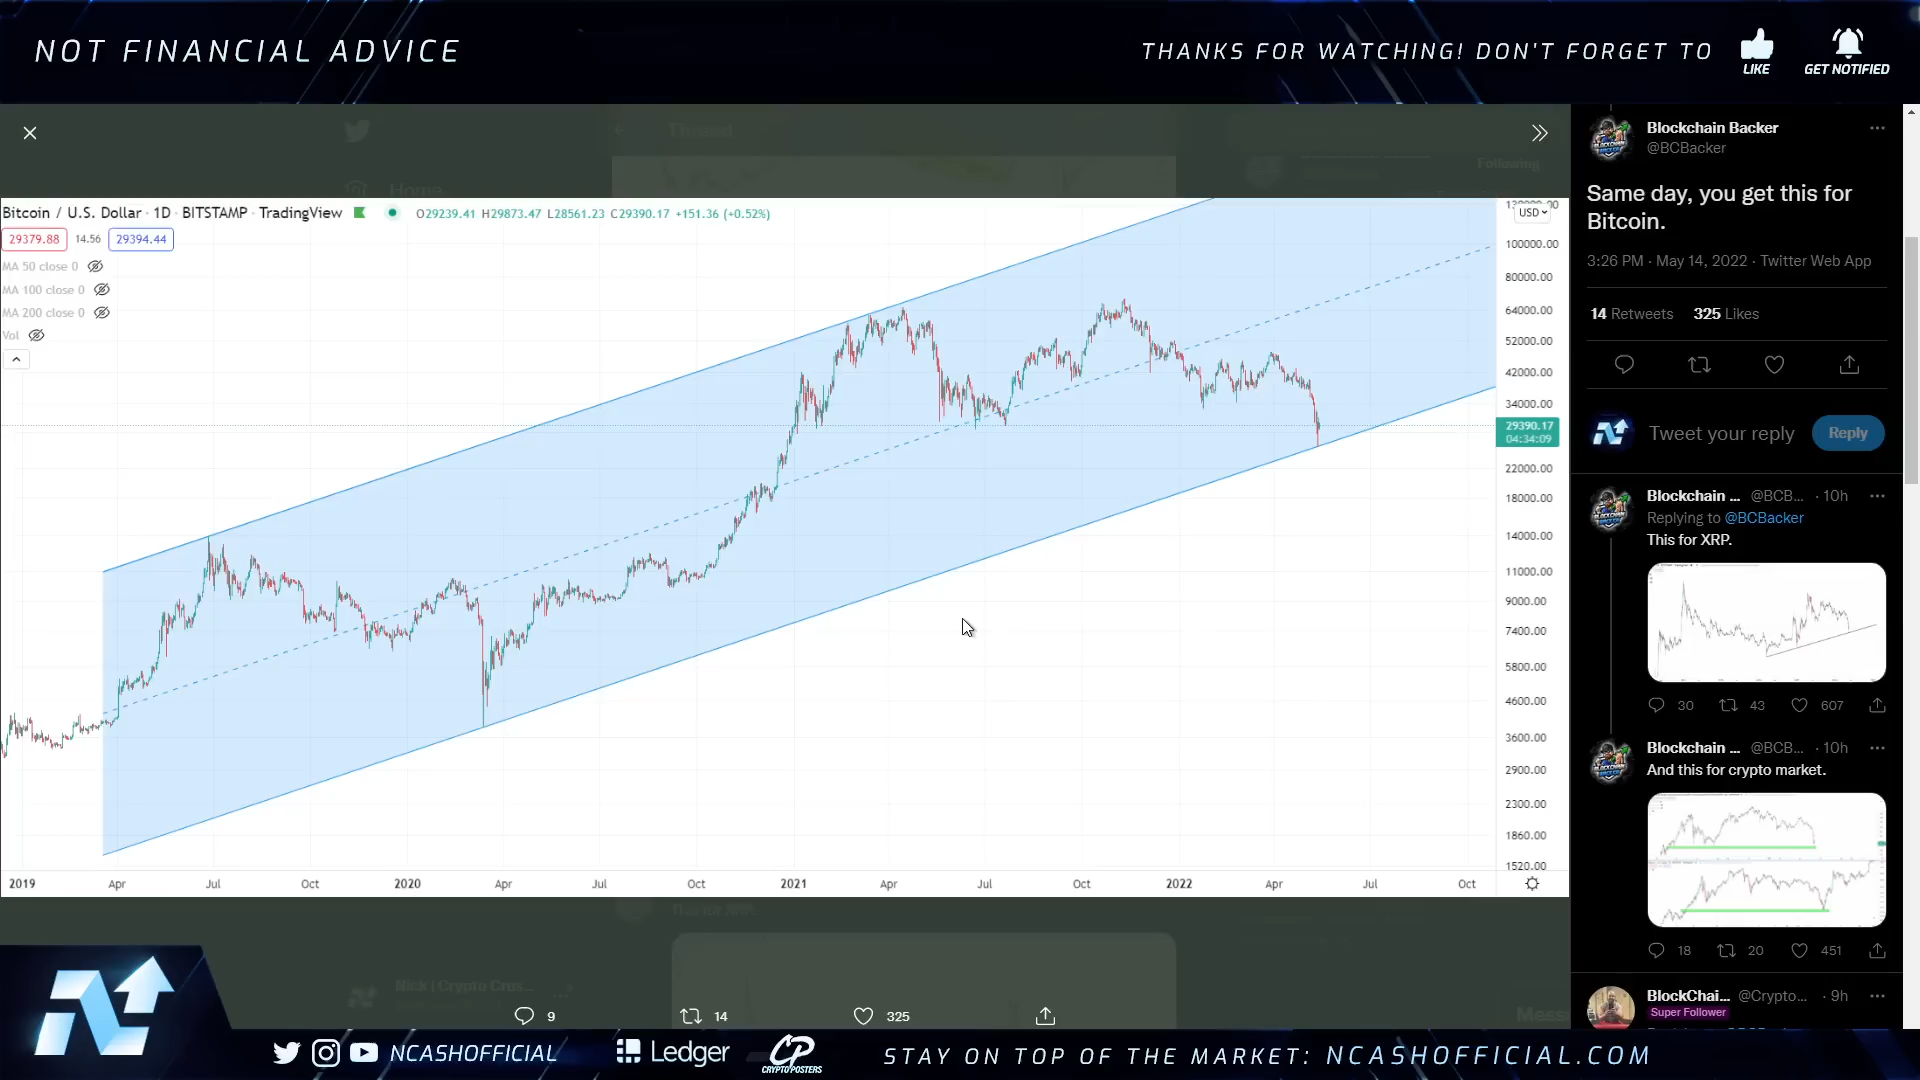 NOT FINANCIAL ADVICE
THANKS FOR WATCHING! DON'T FORGET TO
LIKE
GET NOTIFIED
Thread
Following
Home
Bitcoin / U.S. Dollar · 1D · BITSTAMP · TradingView
O29239.41 H29873.47 L28561.23 C29390.17 +151.36 (+0.52%)
29379.88 14.56 29394.44
MA 50 close 0
MA 100 close 0
MA 200 close 0
Vol
USD
100000.00
80000.00
64000.00
52000.00
42000.00
34000.00
29390.17
04:34:09
22000.00
18000.00
14000.00
11000.00
9000.00
7400.00
5800.00
4600.00
3600.00
2900.00
2300.00
1860.00
1520.00
2019 Apr Jul Oct 2020 Apr Jul Oct 2021 Apr Jul Oct 2022 Apr Jul Oct
Nick | Crypto Crus...
9 14 325
Blockchain Backer
@BCBacker
Same day, you get this for
Bitcoin.
3:26 PM · May 14, 2022 · Twitter Web App
14 Retweets 325 Likes
Tweet your reply
Reply
Blockchain ... @BCB... · 10h
Replying to @BCBacker
This for XRP.
30 43 607
Blockchain ... @BCB... · 10h
And this for crypto market.
18 20 451
BlockChai... @Crypto... · 9h
Super Follower
NCASHOFFICIAL
Ledger
CP
CRYPTO POSTERS
STAY ON TOP OF THE MARKET: NCASHOFFICIAL.COM